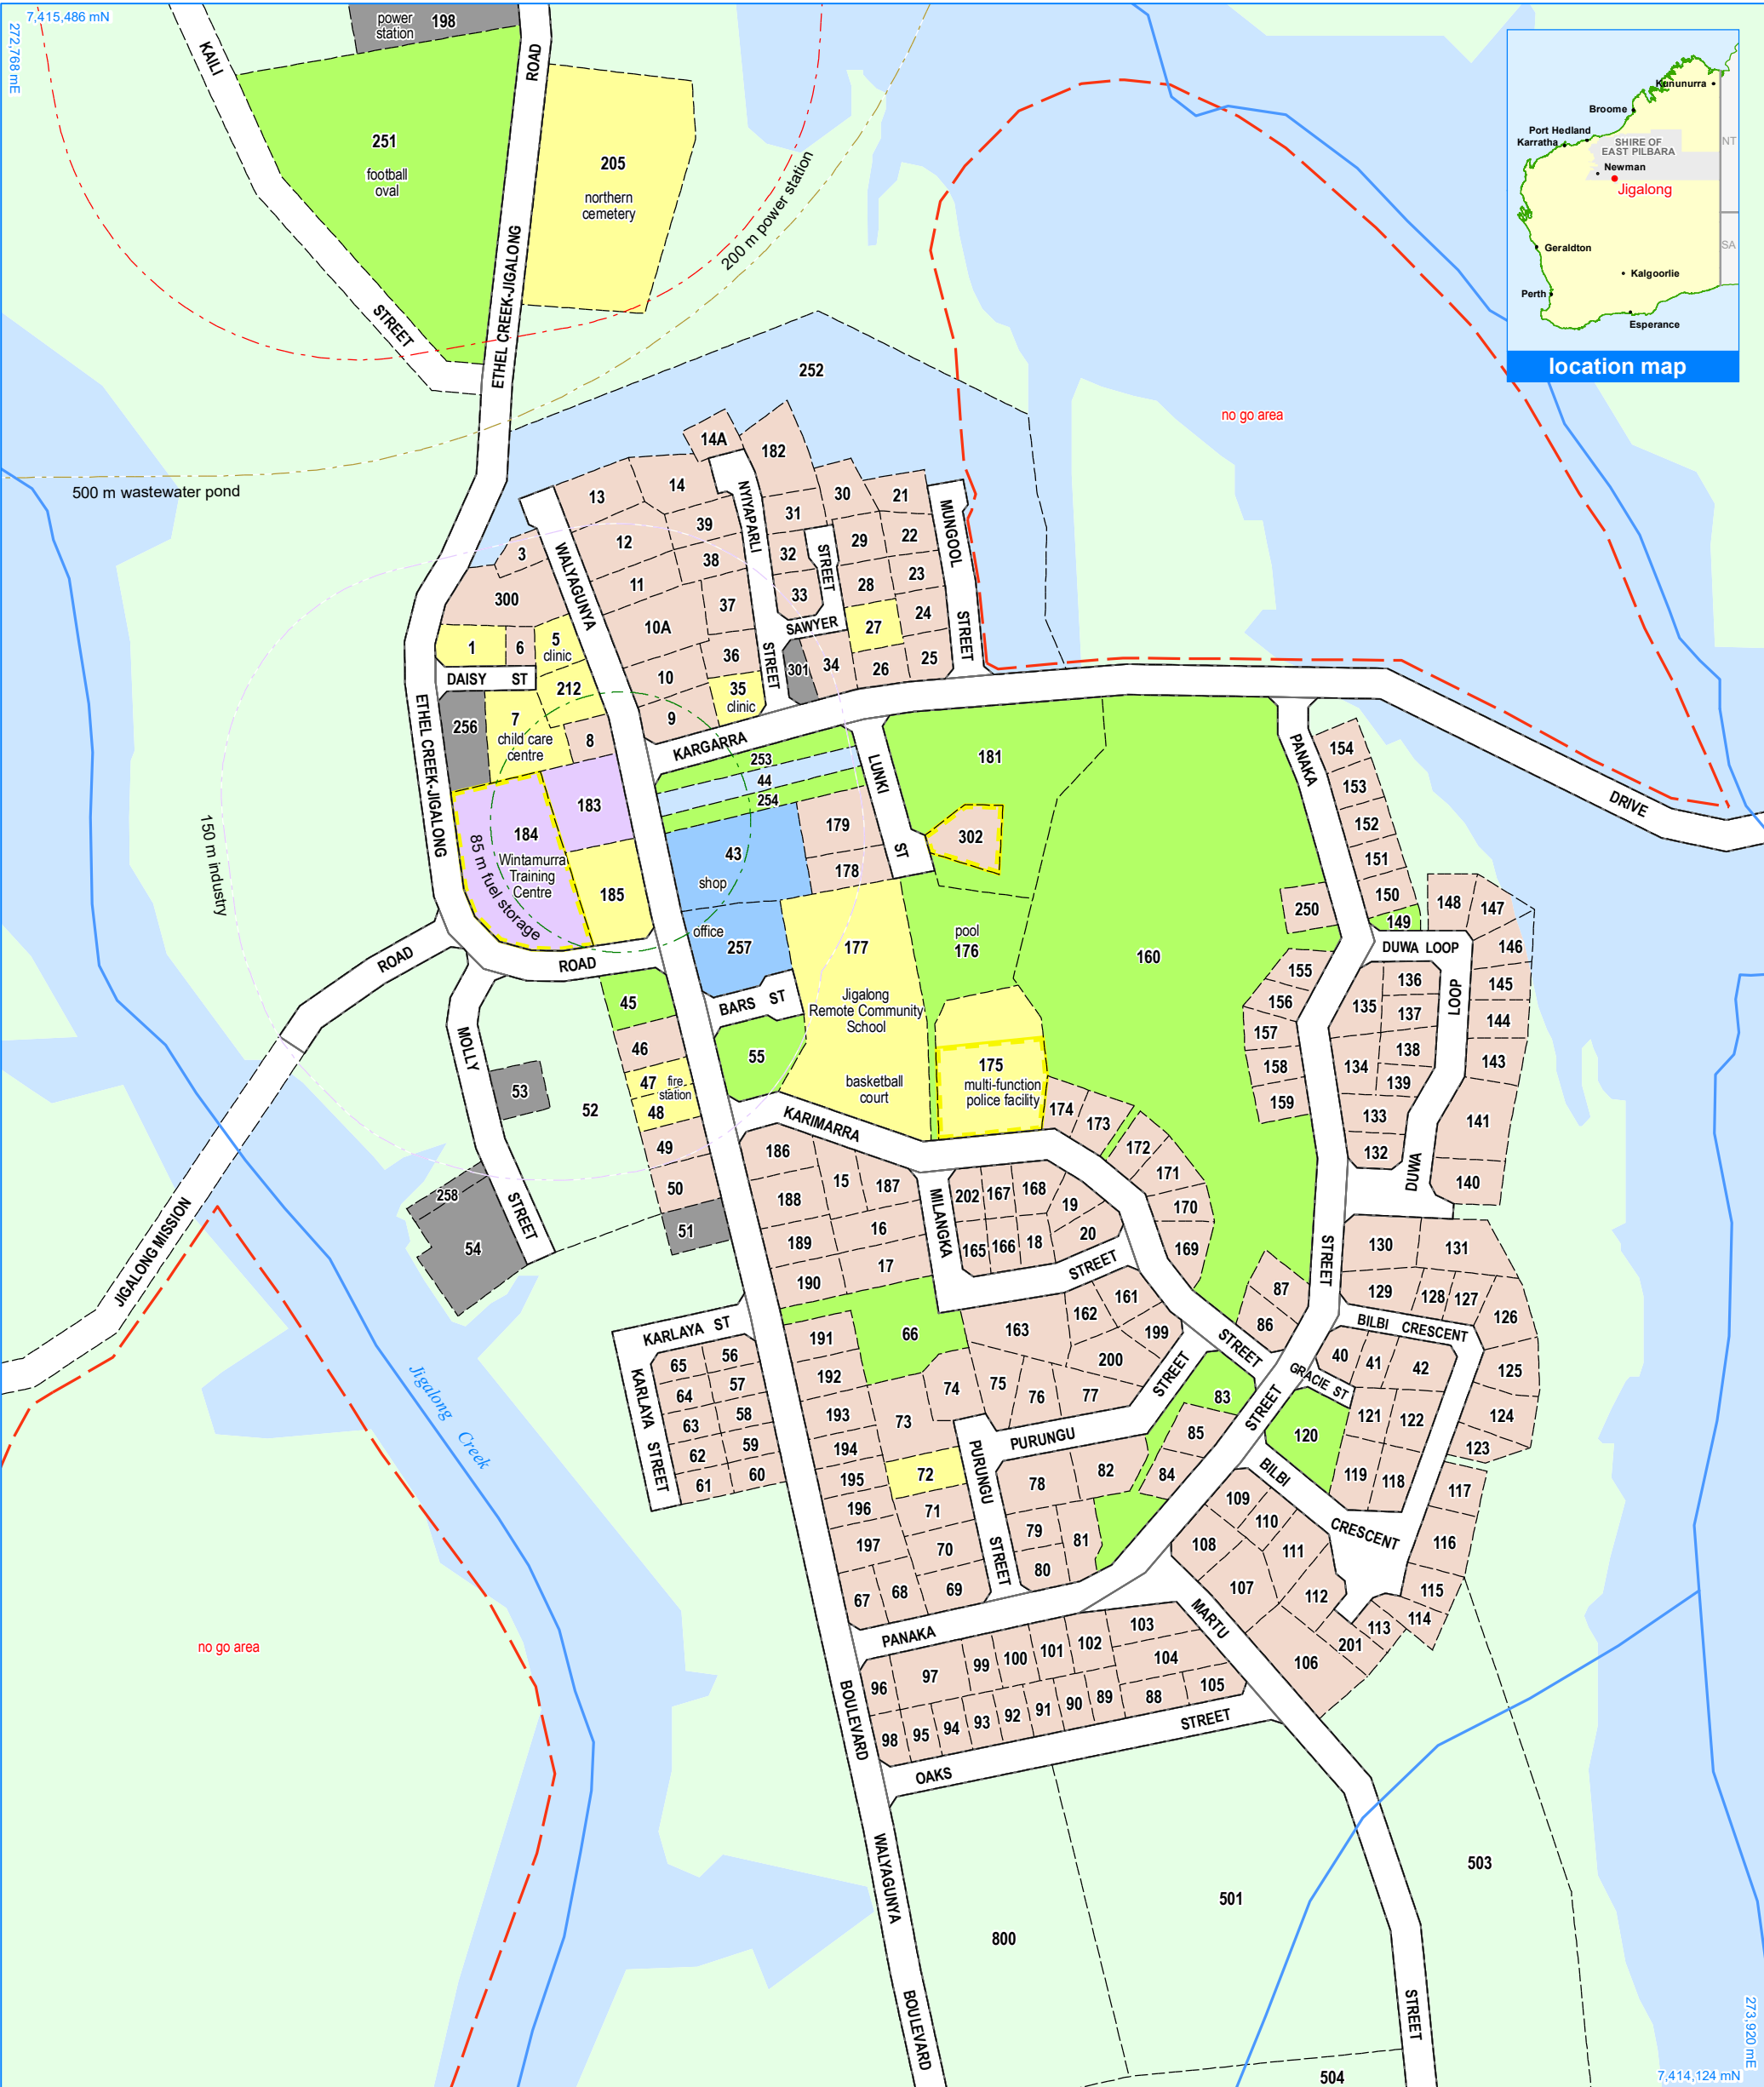 7,415,486 mN
272,768 mE
power
station
198
KAILI
STREET
ROAD
ETHEL CREEK-JIGALONG
251
football
oval
205
northern
cemetery
200 m power station
500 m wastewater pond
252
no go area
Kununurra
Broome
Port Hedland
Karratha
SHIRE OF
EAST PILBARA
Newman
Jigalong
NT
SA
Geraldton
Kalgoorlie
Perth
Esperance
location map
14A
182
13
14
30
21
39
31
22
12
38
32
29
3
11
37
33
28
23
300
10A
24
27
1
6
5
clinic
36
34
26
25
301
10
35
clinic
9
212
WALYAGUNYA
NYIYAPARLI
STREET
STREET
SAWYER
MUNGOOL
STREET
DAISY ST
ETHEL CREEK-JIGALONG
256
7
child care
centre
8
KARGARRA
DRIVE
253
44
254
LUNKI
ST
181
183
184
Wintamurra
Training
Centre
85 m fuel storage
150 m industry
185
43
shop
179
178
302
office
257
177
Jigalong
Remote Community
School
basketball
court
pool
176
160
PANAKA
154
153
152
151
150
149
250
148
147
146
DUWA LOOP
LOOP
DUWA
155
156
157
158
159
135
136
137
138
134
139
133
132
145
144
143
141
140
ROAD
ROAD
JIGALONG MISSION
MOLLY
STREET
45
46
47
fire
station
48
49
50
51
52
53
258
54
BARS ST
55
175
multi-function
police facility
174
173
172
171
170
169
KARIMARRA
STREET
186
188
15
187
16
189
17
190
MILANGKA
STREET
202
167
168
19
165
166
18
20
130
131
129
128
127
126
87
86
STREET
BILBI CRESCENT
161
162
163
199
200
66
191
192
193
194
195
196
197
KARLAYA ST
KARLAYA
STREET
65
56
64
57
63
58
62
59
61
60
74
75
76
77
73
72
71
70
67
68
69
PURUNGU
STREET
PURUNGU
STREET
83
85
84
78
82
79
81
80
GRACIE ST
STREET
40
41
42
125
121
122
124
120
123
119
118
117
BILBI
CRESCENT
109
110
108
111
116
107
112
115
113
114
201
106
PANAKA
MARTU
STREET
103
102
101
100
99
97
96
104
105
88
89
90
91
92
93
94
95
98
STREET
OAKS
BOULEVARD
WALYAGUNYA
BOULEVARD
Jigalong Creek
no go area
800
501
503
504
273,920 mE
7,414,124 mN